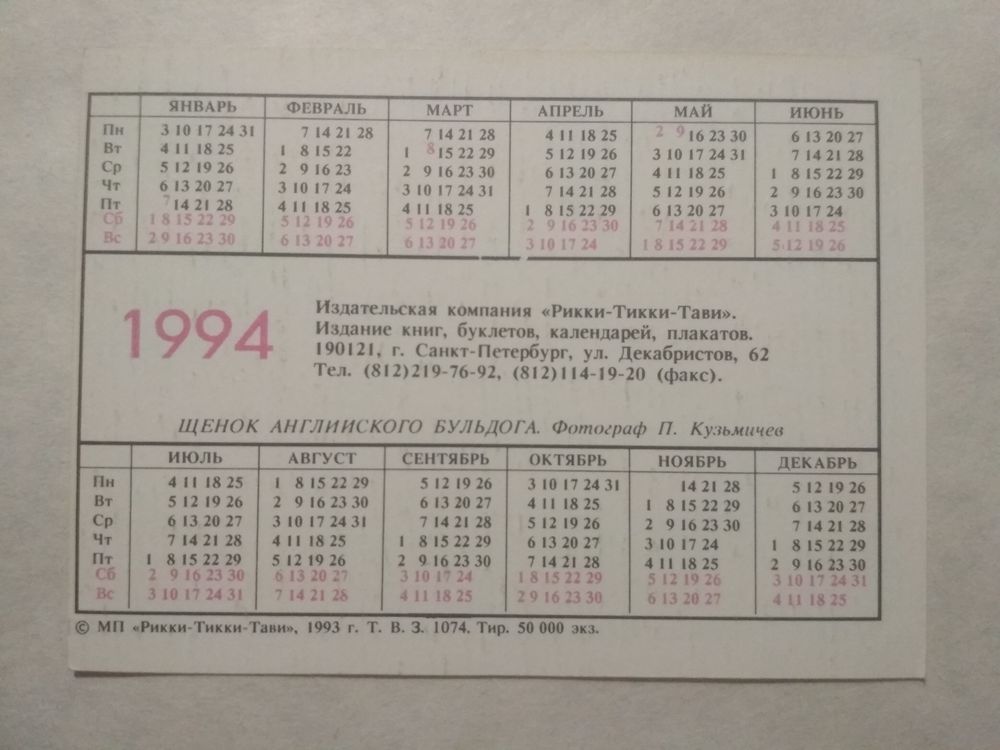 ЯНВАРЬ ФЕВРАЛЬ МАРТ АПРЕЛЬ МАЙ ИЮНЬ
Пн 3 10 17 24 31 7 14 21 28 7 14 21 28 4 11 18 25 2 9 16 23 30 6 13 20 27
Вт 4 11 18 25 1 8 15 22 1 8 15 22 29 5 12 19 26 3 10 17 24 31 7 14 21 28
Ср 5 12 19 26 2 9 16 23 2 9 16 23 30 6 13 20 27 4 11 18 25 1 8 15 22 29
Чт 6 13 20 27 3 10 17 24 3 10 17 24 31 7 14 21 28 5 12 19 26 2 9 16 23 30
Пт 7 14 21 28 4 11 18 25 4 11 18 25 1 8 15 22 29 6 13 20 27 3 10 17 24
Сб 1 8 15 22 29 5 12 19 26 5 12 19 26 2 9 16 23 30 7 14 21 28 4 11 18 25
Вс 2 9 16 23 30 6 13 20 27 6 13 20 27 3 10 17 24 1 8 15 22 29 5 12 19 26
1994
Издательская компания «Рикки-Тикки-Тави».
Издание книг, буклетов, календарей, плакатов.
190121, г. Санкт-Петербург, ул. Декабристов, 62
Тел. (812)219-76-92, (812)114-19-20 (факс).
ЩЕНОК АНГЛИЙСКОГО БУЛЬДОГА. Фотограф П. Кузьмичев
ИЮЛЬ АВГУСТ СЕНТЯБРЬ ОКТЯБРЬ НОЯБРЬ ДЕКАБРЬ
Пн 4 11 18 25 1 8 15 22 29 5 12 19 26 3 10 17 24 31 14 21 28 5 12 19 26
Вт 5 12 19 26 2 9 16 23 30 6 13 20 27 4 11 18 25 1 8 15 22 29 6 13 20 27
Ср 6 13 20 27 3 10 17 24 31 7 14 21 28 5 12 19 26 2 9 16 23 30 7 14 21 28
Чт 7 14 21 28 4 11 18 25 1 8 15 22 29 6 13 20 27 3 10 17 24 1 8 15 22 29
Пт 1 8 15 22 29 5 12 19 26 2 9 16 23 30 7 14 21 28 4 11 18 25 2 9 16 23 30
Сб 2 9 16 23 30 6 13 20 27 3 10 17 24 1 8 15 22 29 5 12 19 26 3 10 17 24 31
Вс 3 10 17 24 31 7 14 21 28 4 11 18 25 2 9 16 23 30 6 13 20 27 4 11 18 25
© МП «Рикки-Тикки-Тави», 1993 г. Т. В. З. 1074. Тир. 50 000 экз.